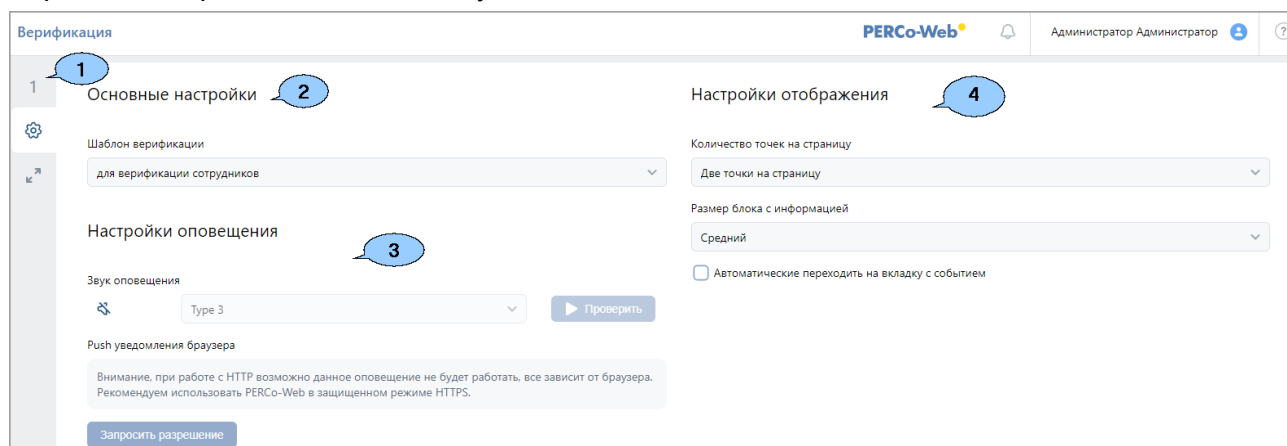 Верификация
PERCo-Web
Администратор Администратор
?
1
1
Основные настройки
2
Шаблон верификации
для верификации сотрудников
Настройки оповещения
3
Звук оповещения
Type 3
Проверить
Push уведомления браузера
Внимание, при работе с HTTP возможно данное оповещение не будет работать, все зависит от браузера.
Рекомендуем использовать PERCo-Web в защищенном режиме HTTPS.
Запросить разрешение
Настройки отображения
4
Количество точек на страницу
Две точки на страницу
Размер блока с информацией
Средний
Автоматические переходить на вкладку с событием